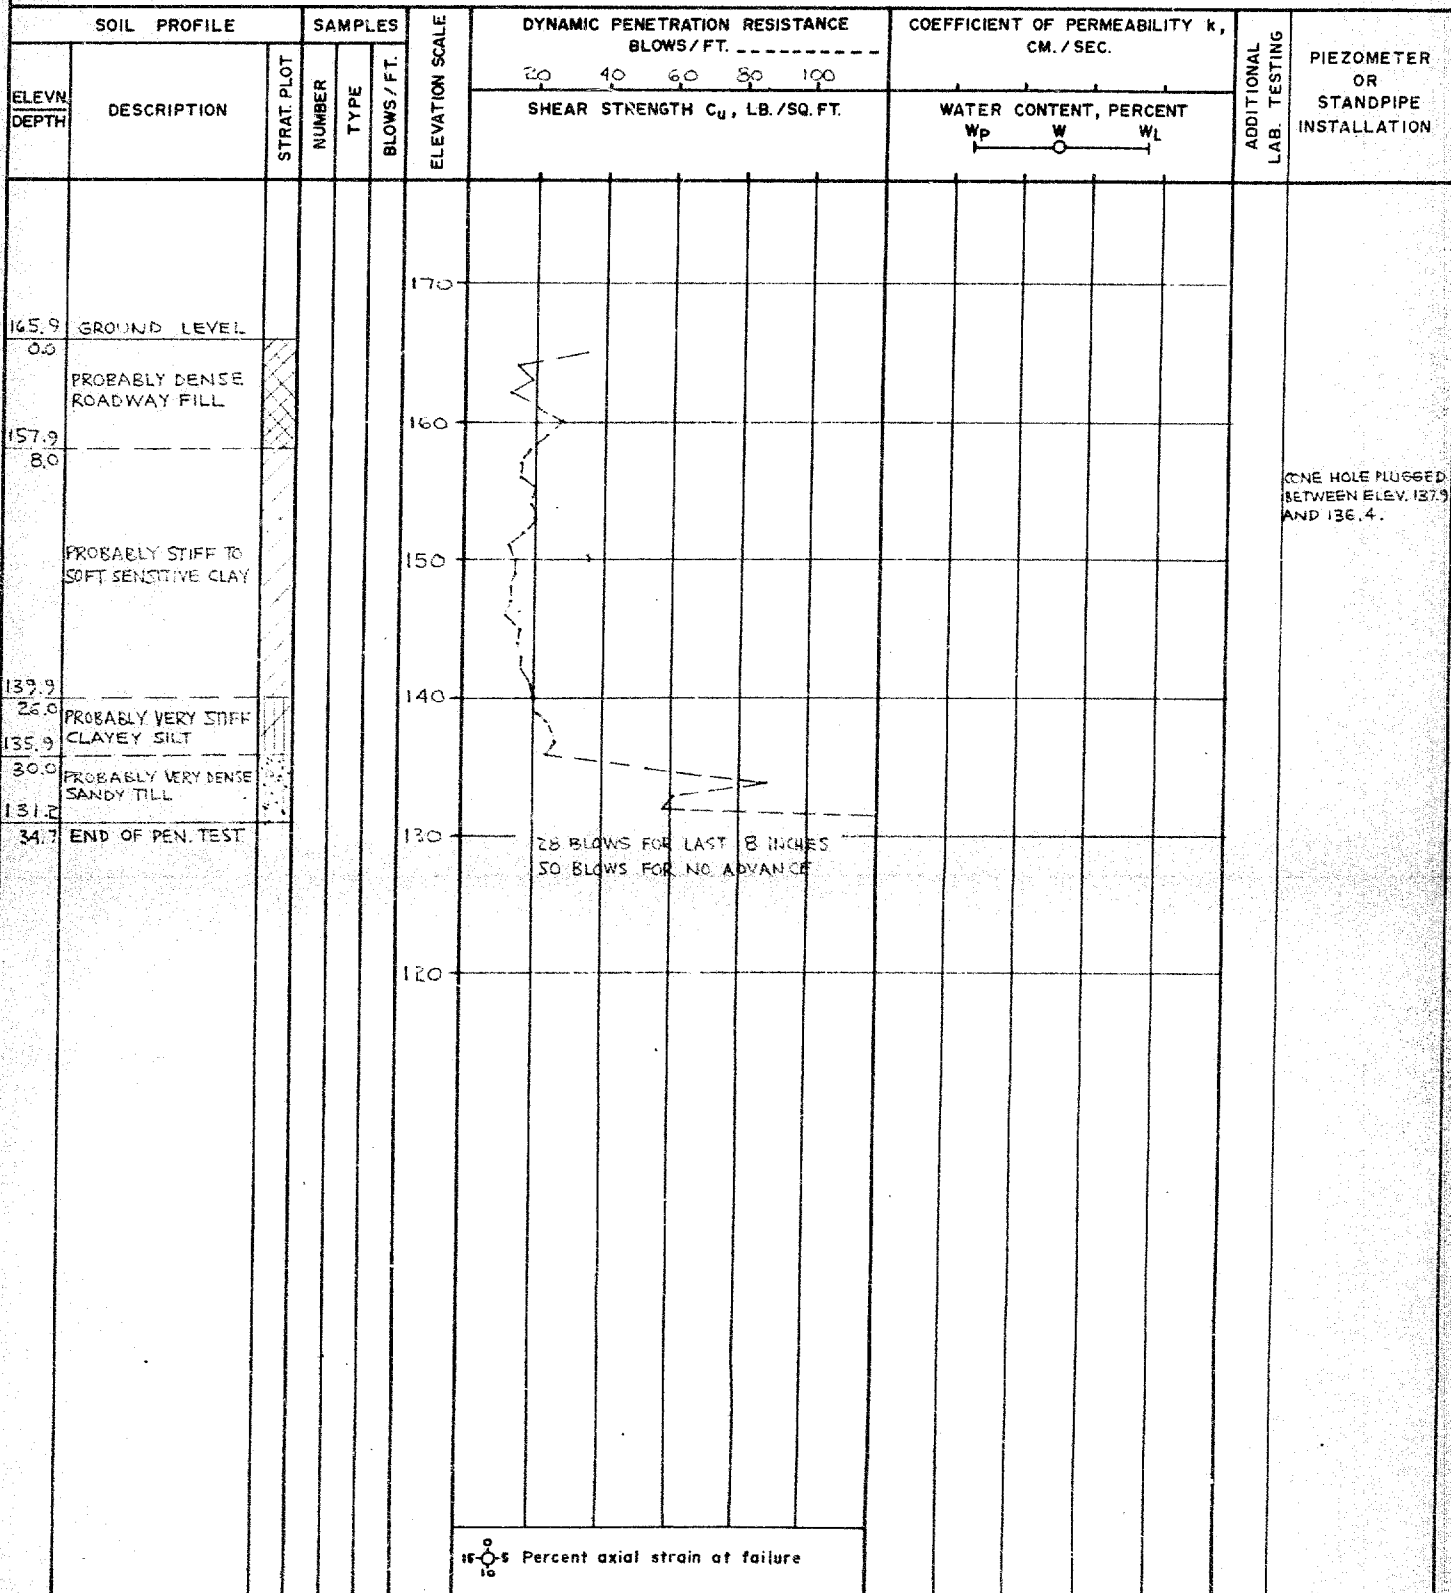 SOIL PROFILE
SAMPLES
ELEVATION SCALE
DYNAMIC PENETRATION RESISTANCE
BLOWS/FT. ----------
20 40 60 80 100
SHEAR STRENGTH Cu, LB./SQ.FT.
COEFFICIENT OF PERMEABILITY k,
CM./SEC.
WATER CONTENT, PERCENT
WP W WL
ADDITIONAL
LAB. TESTING
PIEZOMETER
OR
STANDPIPE
INSTALLATION
ELEVN
DEPTH
DESCRIPTION
STRAT. PLOT
NUMBER
TYPE
BLOWS/FT.
170
165.9 GROUND LEVEL
0.0
PROBABLY DENSE
ROADWAY FILL
160
157.9
8.0
CONE HOLE PLUGGED
BETWEEN ELEV. 137.9
AND 136.4.
PROBABLY STIFF TO
SOFT SENSITIVE CLAY
150
139.9
140
26.0
PROBABLY VERY STIFF
CLAYEY SILT
135.9
30.0
PROBABLY VERY DENSE
SANDY TILL
131.2
34.7 END OF PEN. TEST
130
28 BLOWS FOR LAST 8 INCHES
50 BLOWS FOR NO ADVANCE
120
0
15 5 Percent axial strain at failure
10